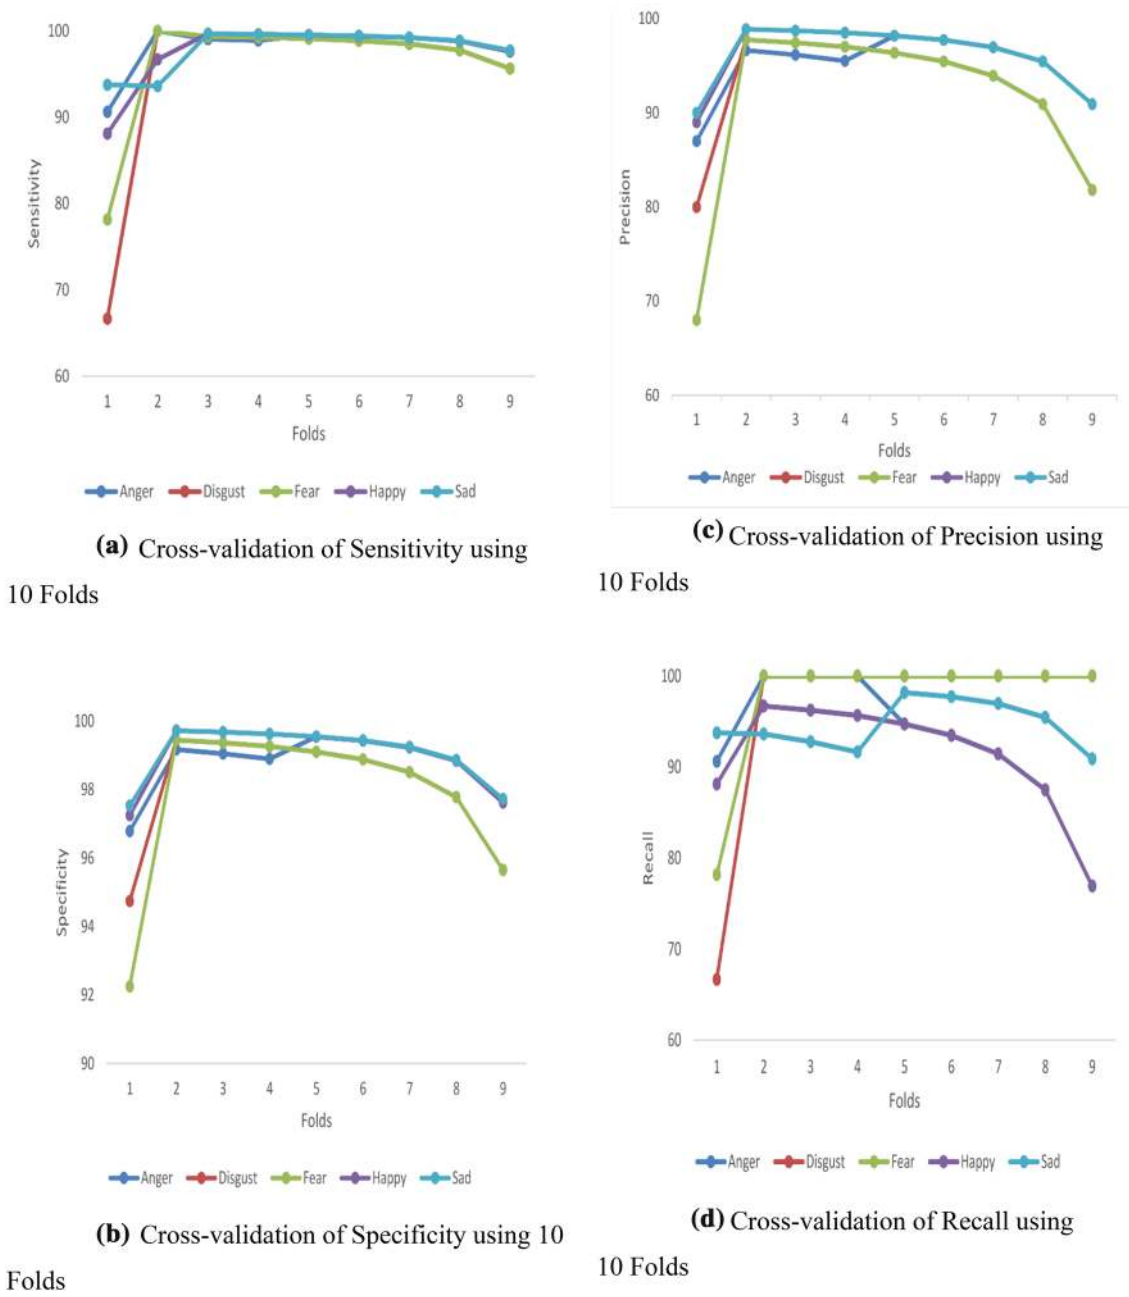 100
90
80
70
60
Sensitivity
1 2 3 4 5 6 7 8 9
Folds
Anger Disgust Fear Happy Sad
(a) Cross-validation of Sensitivity using
10 Folds
100
90
80
70
60
Precision
1 2 3 4 5 6 7 8 9
Folds
Anger Disgust Fear Happy Sad
(c) Cross-validation of Precision using
10 Folds
100
98
96
94
92
90
Specificity
1 2 3 4 5 6 7 8 9
Folds
Anger Disgust Fear Happy Sad
(b) Cross-validation of Specificity using 10
Folds
100
90
80
70
60
Recall
1 2 3 4 5 6 7 8 9
Folds
Anger Disgust Fear Happy Sad
(d) Cross-validation of Recall using
10 Folds